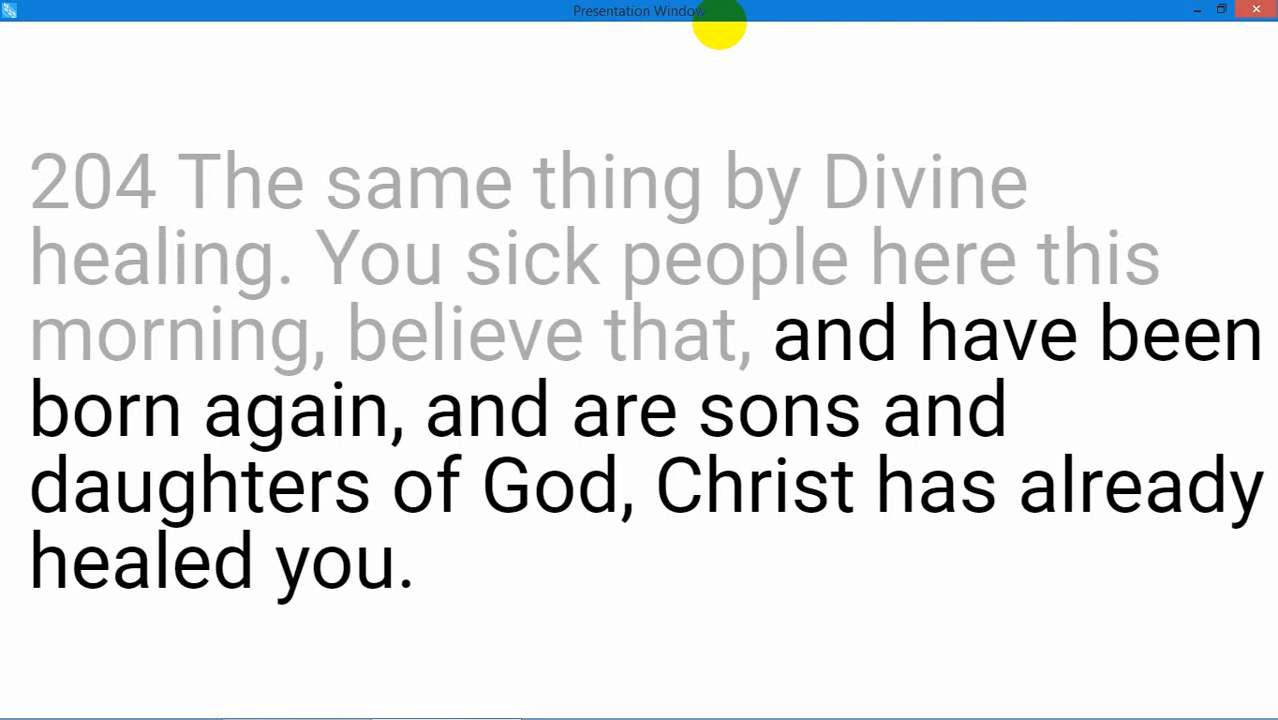 Presentation Window
204 The same thing by Divine
healing. You sick people here this
morning, believe that, and have been
born again, and are sons and
daughters of God, Christ has already
healed you.